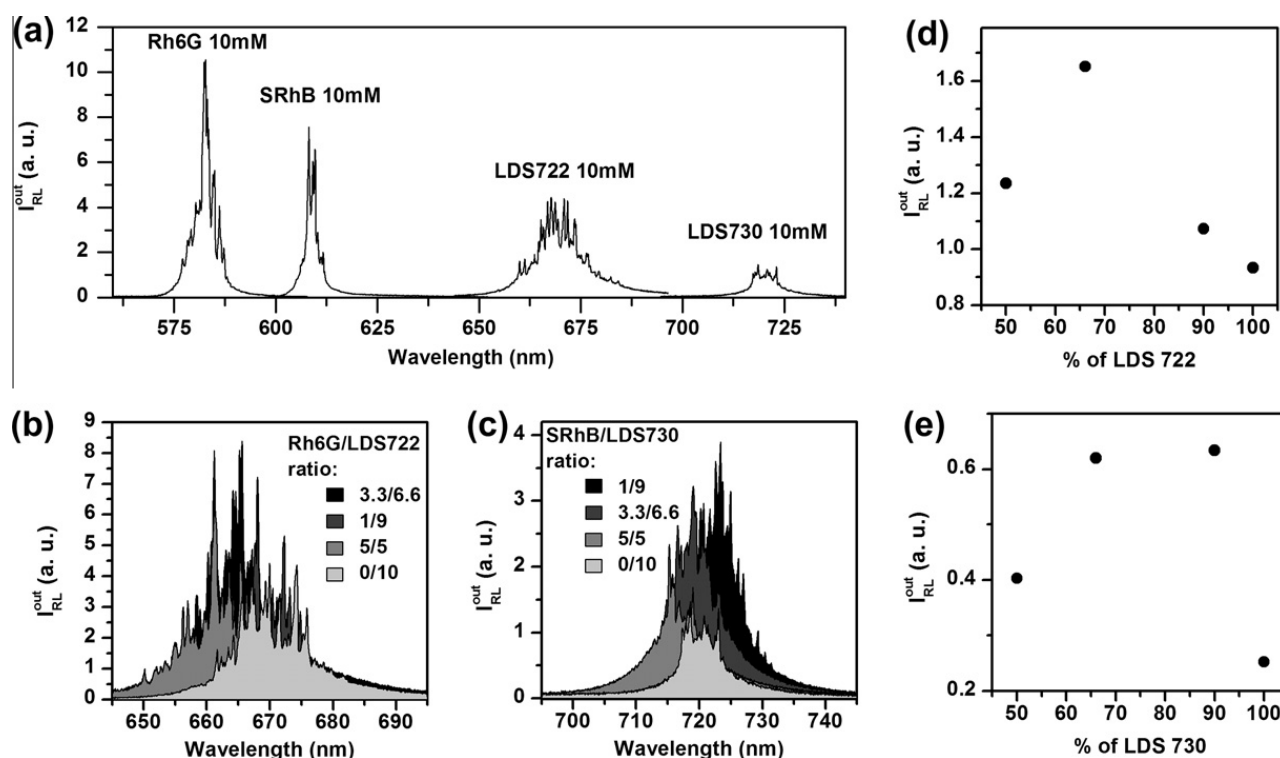 (a)
12
10
8
6
4
2
0
I_RL^out (a. u.)
Rh6G 10mM
SRhB 10mM
LDS722 10mM
LDS730 10mM
575 600 625 650 675 700 725
Wavelength (nm)
(d)
1.6
1.2
1.0
0.8
I_RL^out (a. u.)
50 60 70 80 90 100
% of LDS 722
(b)
9
8
7
6
5
4
3
2
1
0
I_RL^out (a. u.)
Rh6G/LDS722
ratio:
3.3/6.6
1/9
5/5
0/10
650 660 670 680 690
Wavelength (nm)
(c)
4
3
2
1
0
I_RL^out (a. u.)
SRhB/LDS730
ratio:
1/9
3.3/6.6
5/5
0/10
700 710 720 730 740
Wavelength (nm)
(e)
0.6
0.4
0.2
I_RL^out (a. u.)
50 60 70 80 90 100
% of LDS 730